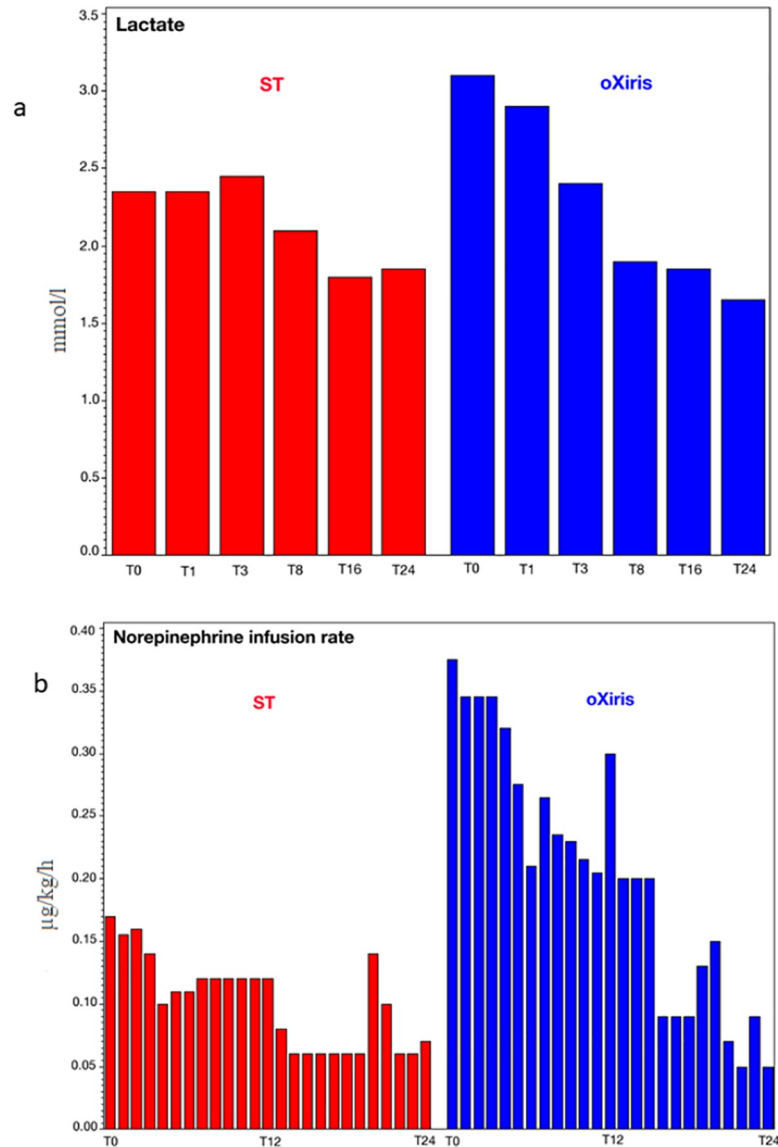 a
Lactate
ST
oXiris
mmol/l
3.5
3.0
2.5
2.0
1.5
1.0
0.5
0.0
T0 T1 T3 T8 T16 T24 T0 T1 T3 T8 T16 T24
b
Norepinephrine infusion rate
ST
oXiris
µg/kg/h
0.40
0.35
0.30
0.25
0.20
0.15
0.10
0.05
0.00
T0 T12 T24 T0 T12 T24